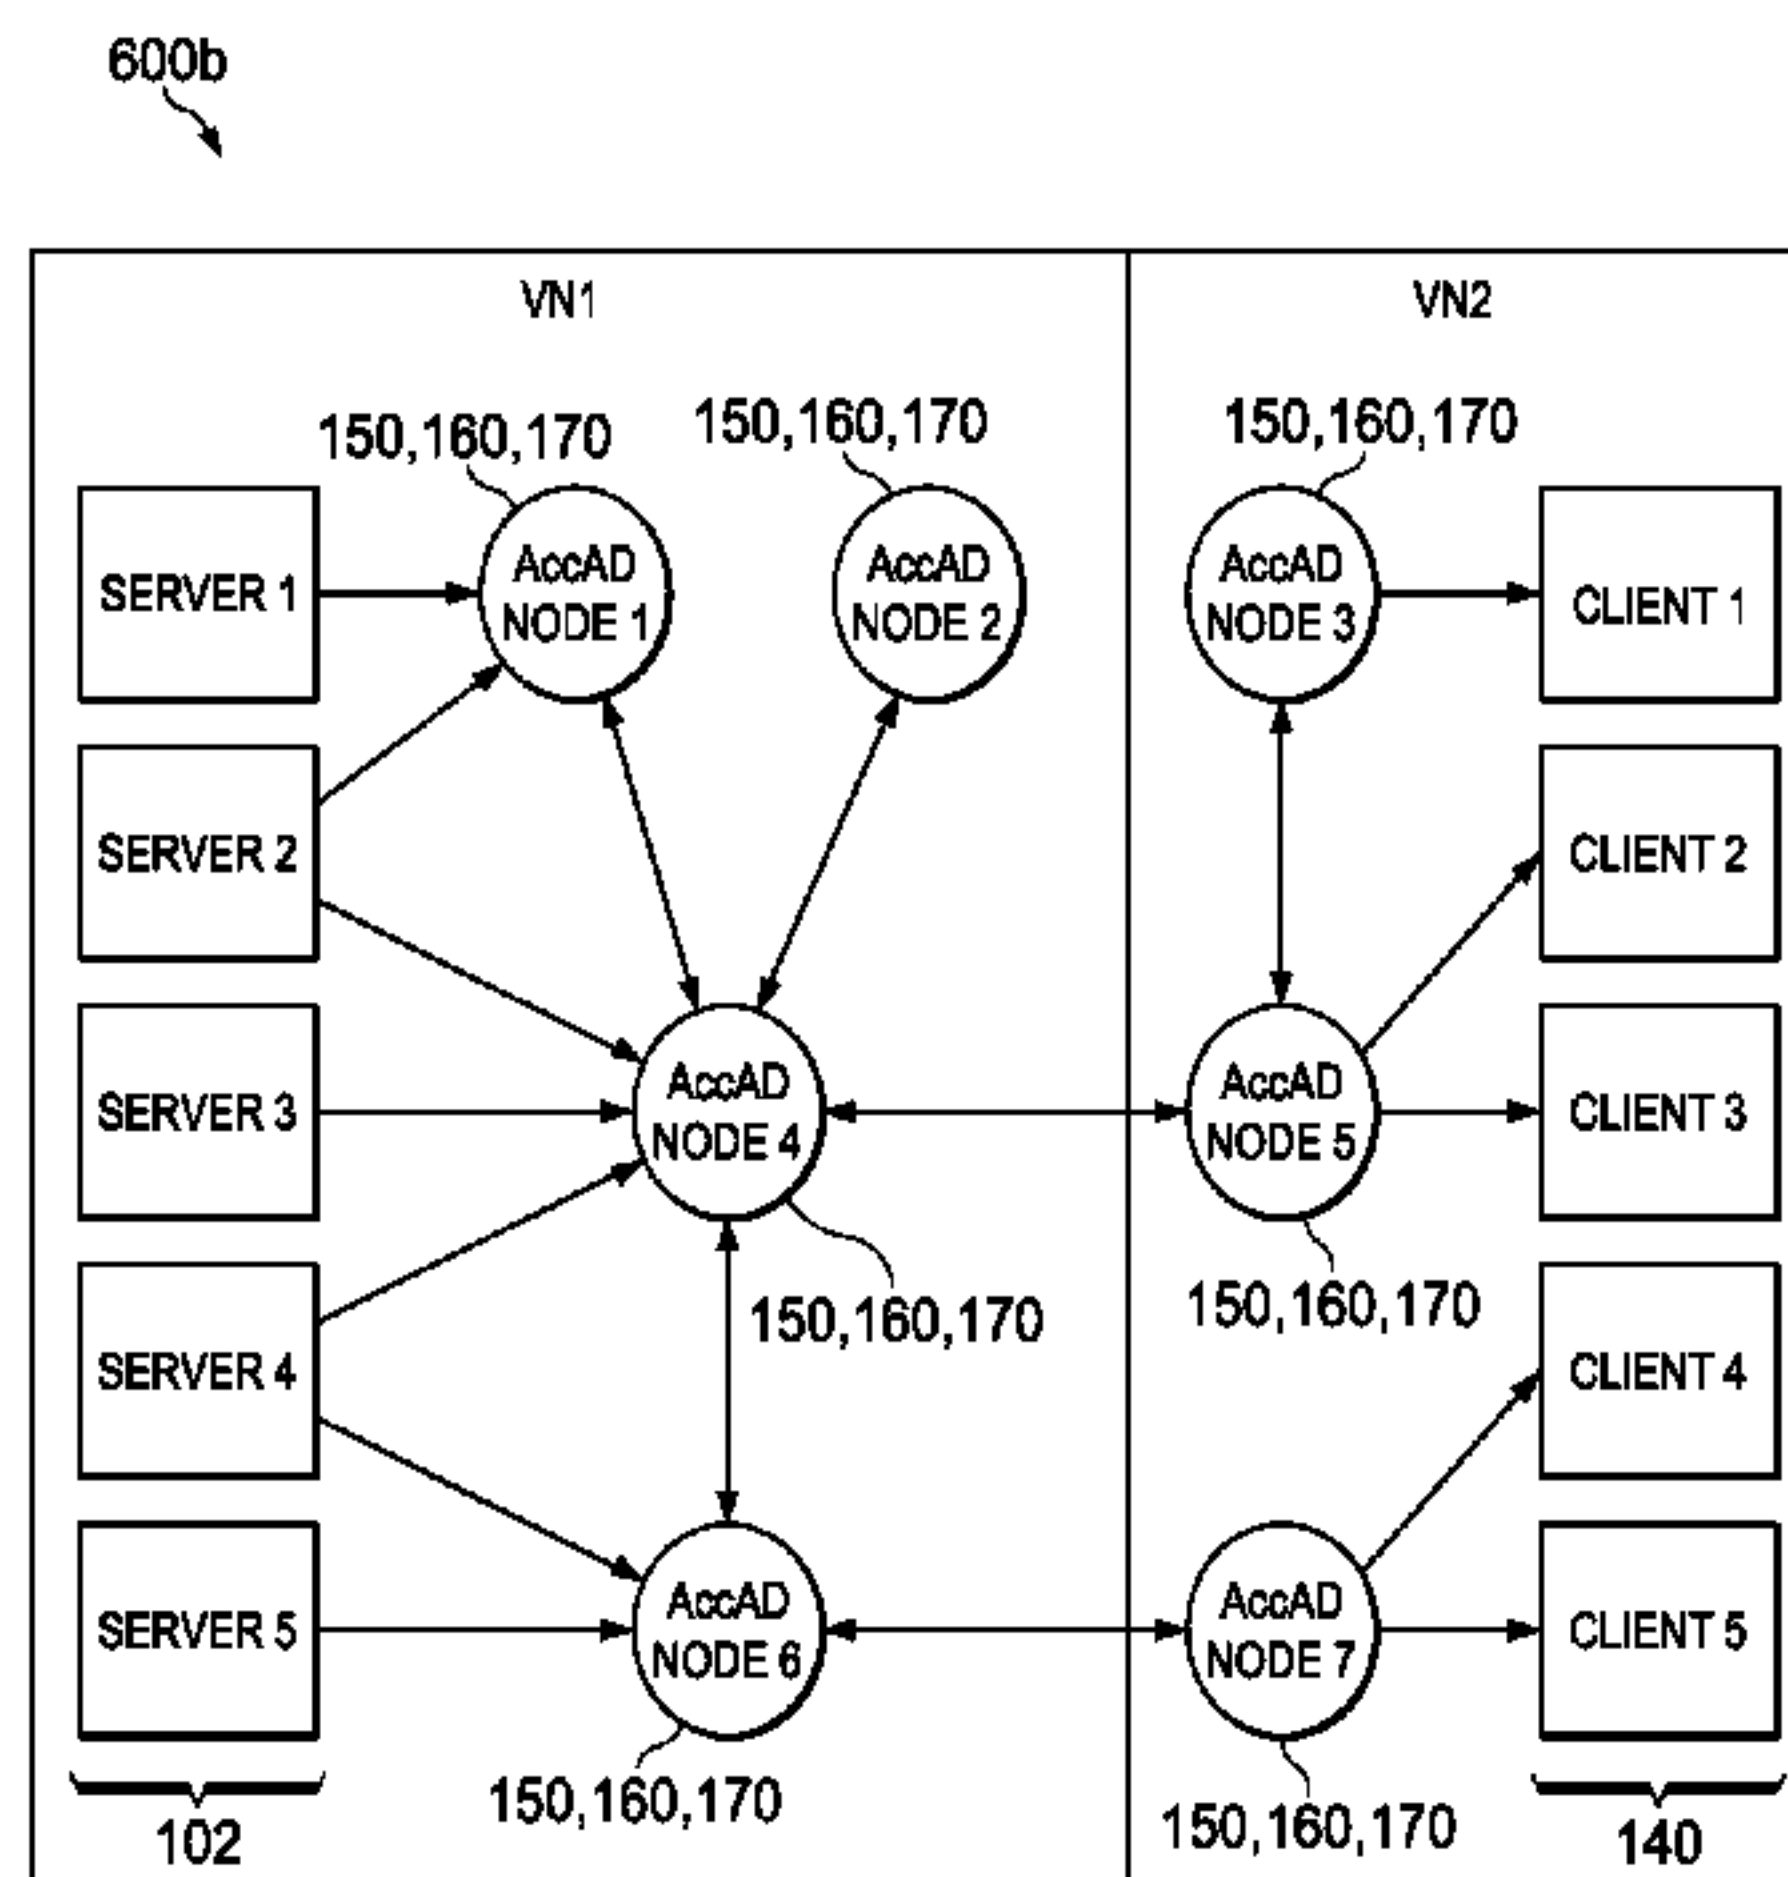 600b
VN1
VN2
150,160,170
150,160,170
150,160,170
SERVER 1
AccAD
NODE 1
AccAD
NODE 2
AccAD
NODE 3
CLIENT 1
SERVER 2
CLIENT 2
SERVER 3
AccAD
NODE 4
AccAD
NODE 5
CLIENT 3
150,160,170
150,160,170
SERVER 4
CLIENT 4
SERVER 5
AccAD
NODE 6
AccAD
NODE 7
CLIENT 5
150,160,170
150,160,170
102
140